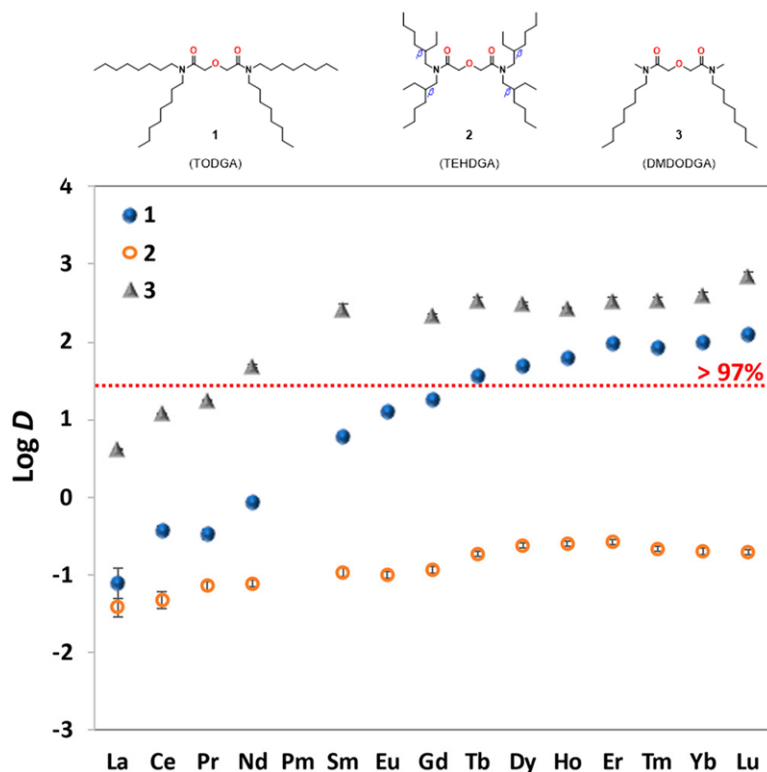 O O O
N N
1
(TODGA)
O O O
N N
β β
β β
2
(TEHDGA)
O O O
N N
3
(DMDODGA)
Log D
4
3
2
1
0
-1
-2
-3
1
2
3
> 97%
La Ce Pr Nd Pm Sm Eu Gd Tb Dy Ho Er Tm Yb Lu